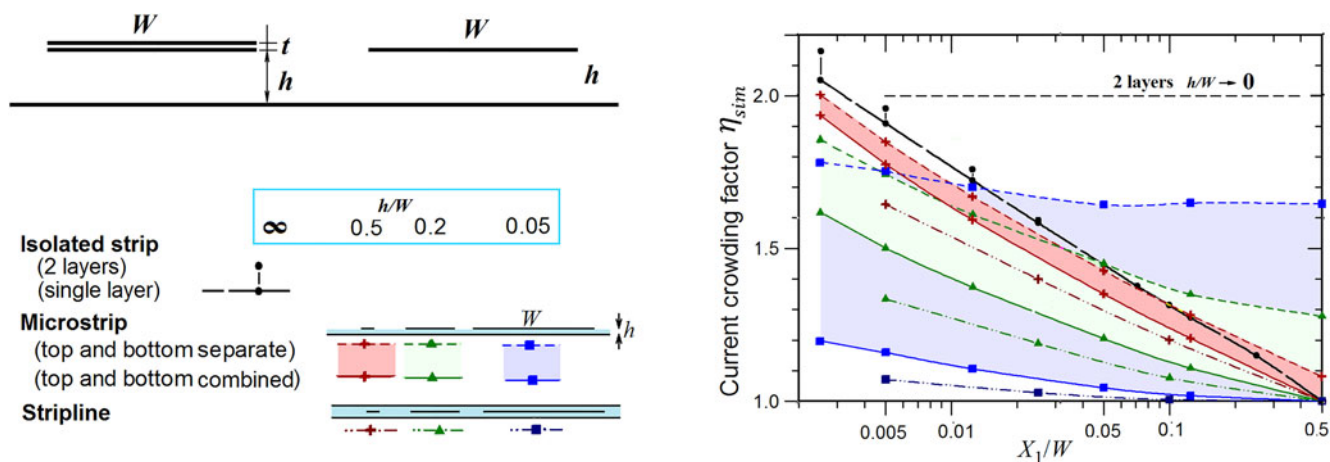 W
t
h
W
h
h/W
∞ 0.5 0.2 0.05
Isolated strip
(2 layers)
(single layer)
Microstrip
W
h
(top and bottom separate)
(top and bottom combined)
Stripline
Current crowding factor ηsim
2.0
1.5
1.0
2 layers h/W → 0
0.005 0.01 0.05 0.1 0.5
X1/W